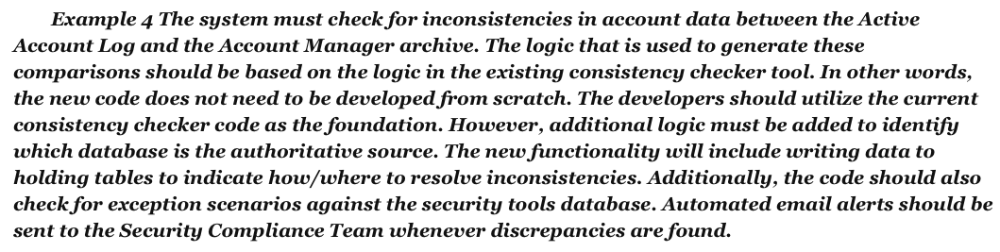 Example 4 The system must check for inconsistencies in account data between the Active
Account Log and the Account Manager archive. The logic that is used to generate these
comparisons should be based on the logic in the existing consistency checker tool. In other words,
the new code does not need to be developed from scratch. The developers should utilize the current
consistency checker code as the foundation. However, additional logic must be added to identify
which database is the authoritative source. The new functionality will include writing data to
holding tables to indicate how/where to resolve inconsistencies. Additionally, the code should also
check for exception scenarios against the security tools database. Automated email alerts should be
sent to the Security Compliance Team whenever discrepancies are found.